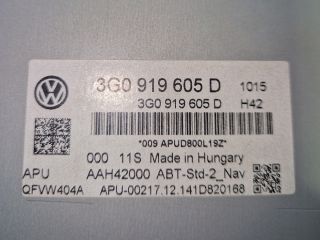 3G0 919 605 D 1015
3G0 919 605 D H42
*009 APUD800L19Z*
000 11S Made in Hungary
APU AAH42000 ABT-Std-2_Nav
QFVW404A APU-00217.12.141D820168